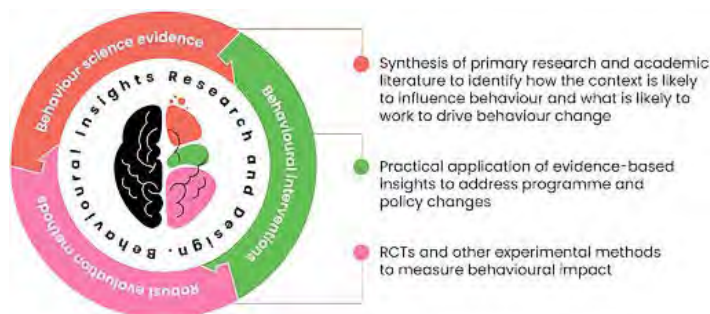 Behaviour science evidence
Behavioural interventions
Robust evaluation methods
Behavioural Insights Research and Design.
Synthesis of primary research and academic
literature to identify how the context is likely
to influence behaviour and what is likely to
work to drive behaviour change
Practical application of evidence-based
insights to address programme and
policy changes
RCTs and other experimental methods
to measure behavioural impact